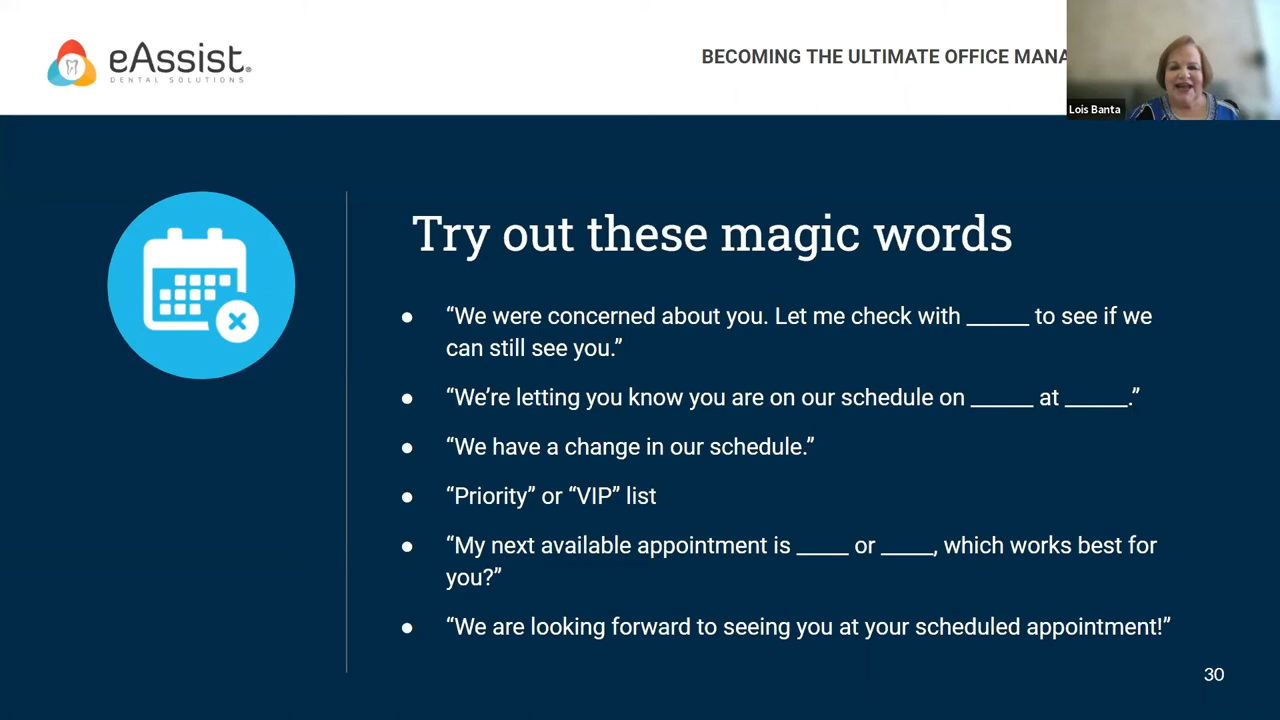 eAssist®
DENTAL SOLUTIONS
BECOMING THE ULTIMATE OFFICE MANA
Lois Banta
Try out these magic words
● “We were concerned about you. Let me check with ______ to see if we
can still see you.”
● “We’re letting you know you are on our schedule on ______ at ______.”
● “We have a change in our schedule.”
● “Priority” or “VIP” list
● “My next available appointment is _____ or _____, which works best for
you?”
● “We are looking forward to seeing you at your scheduled appointment!”
30